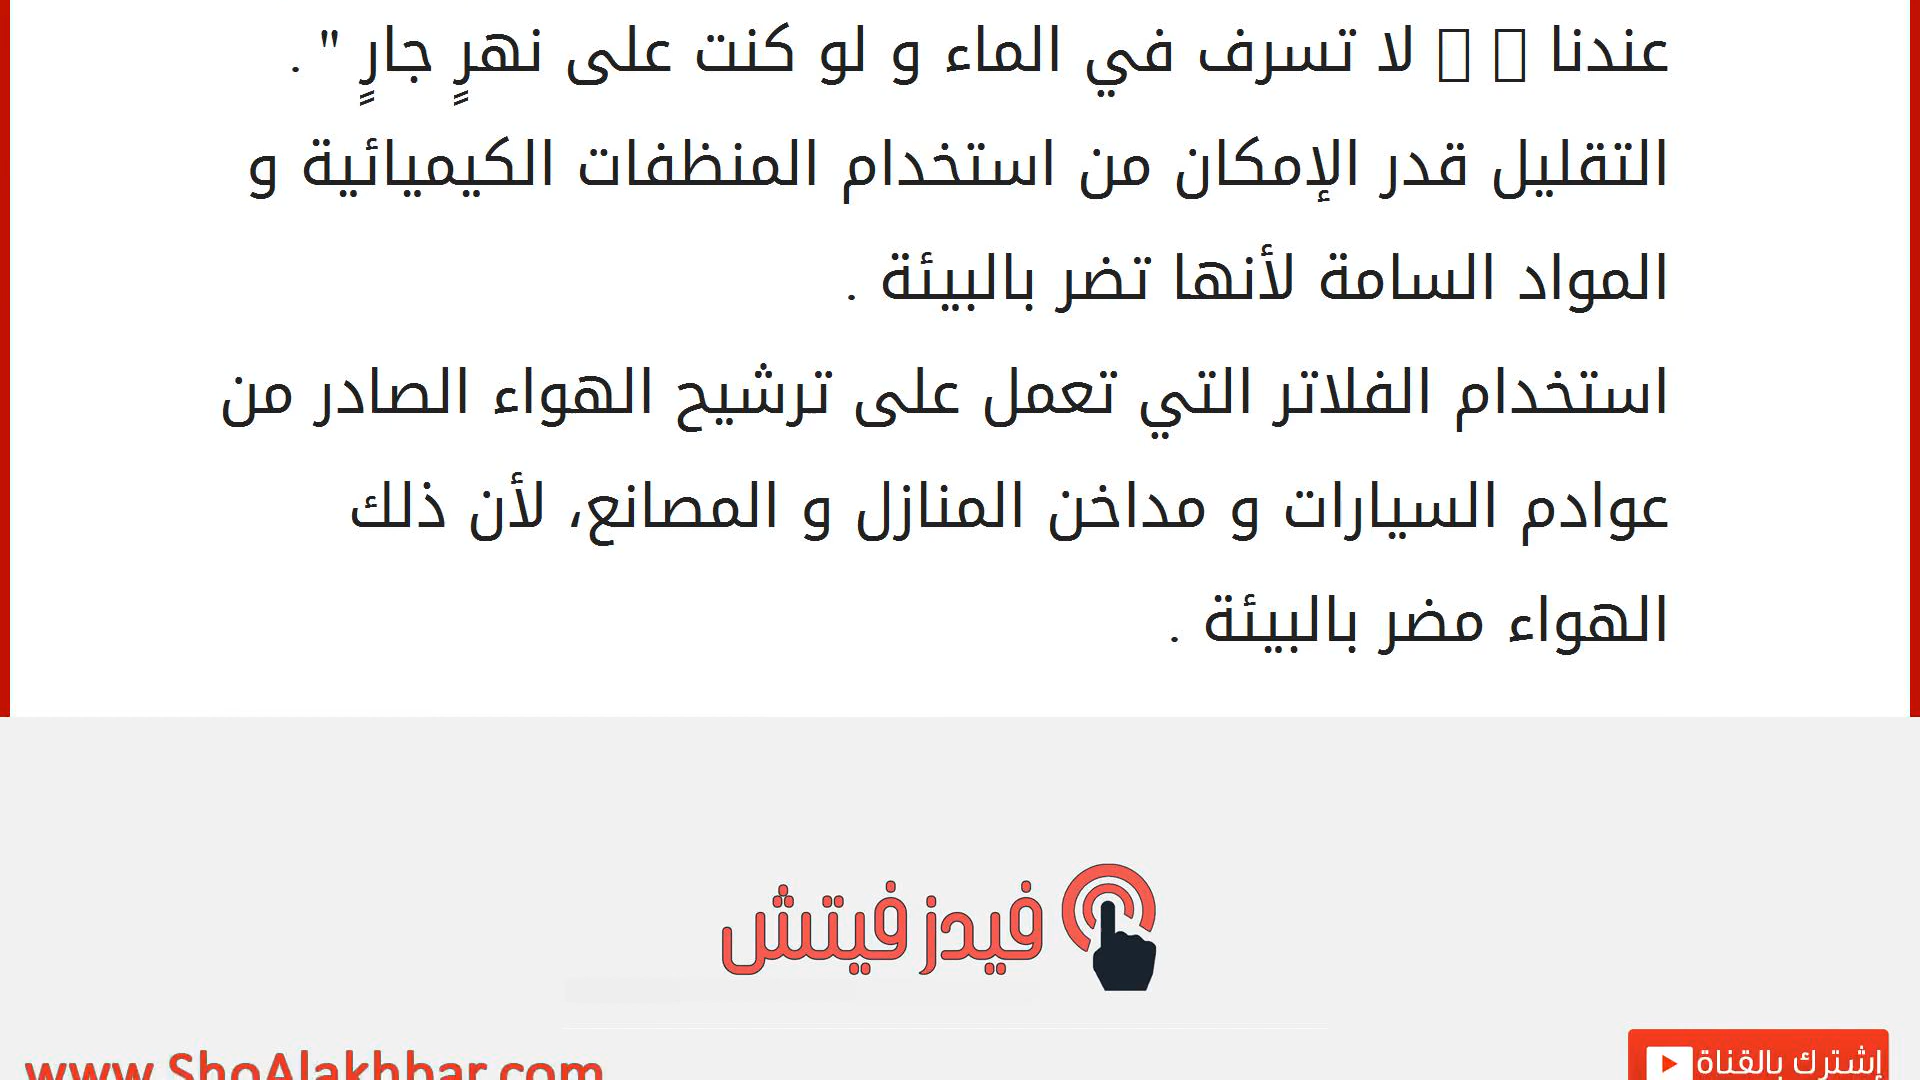 عندنا لا تسرف في الماء و لو كنت على نهرٍ جارٍ " .
التقليل قدر الإمكان من استخدام المنظفات الكيميائية و
المواد السامة لأنها تضر بالبيئة .
استخدام الفلاتر التي تعمل على ترشيح الهواء الصادر من
عوادم السيارات و مداخن المنازل و المصانع، لأن ذلك
الهواء مضر بالبيئة .
فيدز فيتش
www.ShoAlakhbar.com
إشترك بالقناة